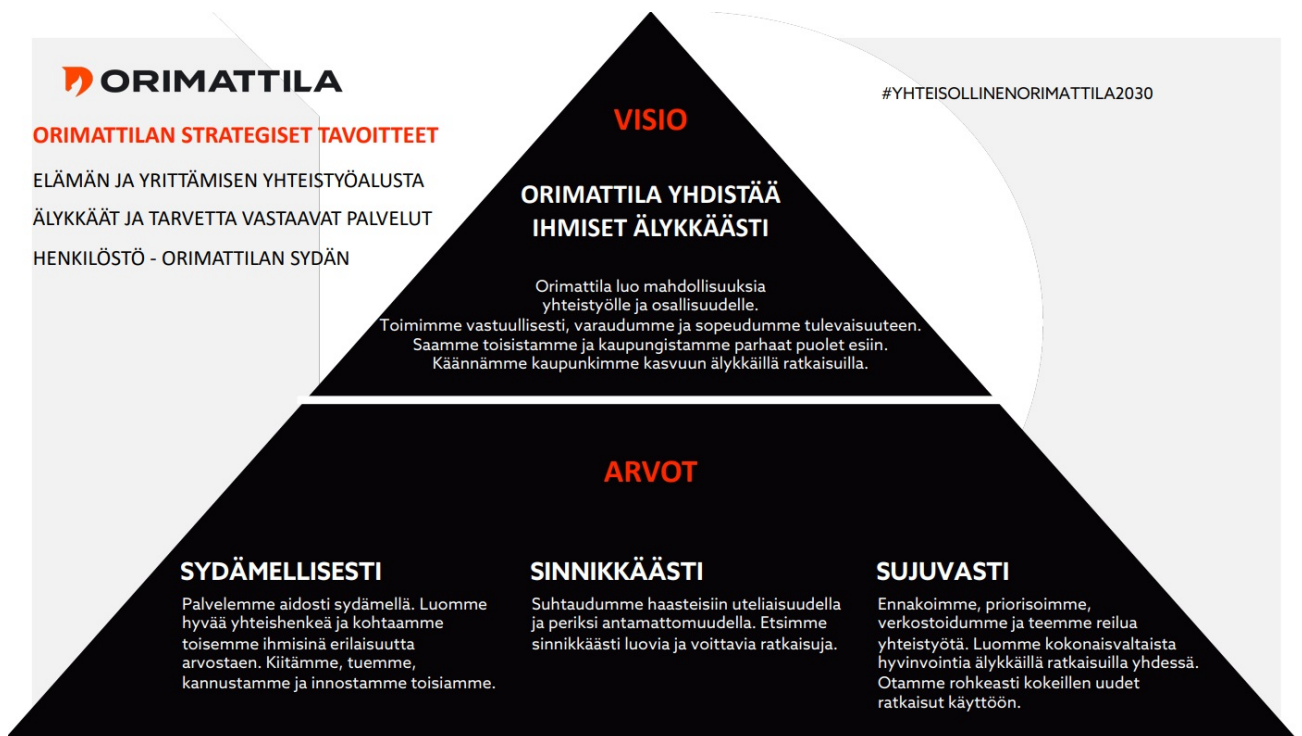 ORIMATTILA
#YHTEISOLLINENORIMATTILA2030
ORIMATTILAN STRATEGISET TAVOITTEET
ELÄMÄN JA YRITTÄMISEN YHTEISTYÖALUSTA
ÄLYKKÄÄT JA TARVETTA VASTAAVAT PALVELUT
HENKILÖSTÖ - ORIMATTILAN SYDÄN
VISIO
ORIMATTILA YHDISTÄÄ
IHMISET ÄLYKKÄÄSTI
Orimattila luo mahdollisuuksia
yhteistyölle ja osallisuudelle.
Toimimme vastuullisesti, varaudumme ja sopeudumme tulevaisuuteen.
Saamme toisistamme ja kaupungistamme parhaat puolet esiin.
Käännämme kaupunkimme kasvuun älykkäillä ratkaisuilla.
ARVOT
SYDÄMELLISESTI
Palvelemme aidosti sydämellä. Luomme
hyvää yhteishenkeä ja kohtaamme
toisemme ihmisinä erilaisuutta
arvostaen. Kiitämme, tuemme,
kannustamme ja innostamme toisiamme.
SINNIKKÄÄSTI
Suhtaudumme haasteisiin uteliaisuudella
ja periksi antamattomuudella. Etsimme
sinnikkäästi luovia ja voittavia ratkaisuja.
SUJUVASTI
Ennakoimme, priorisoimme,
verkostoidumme ja teemme reilua
yhteistyötä. Luomme kokonaisvaltaista
hyvinvointia älykkäillä ratkaisuilla yhdessä.
Otamme rohkeasti kokeillen uudet
ratkaisut käyttöön.